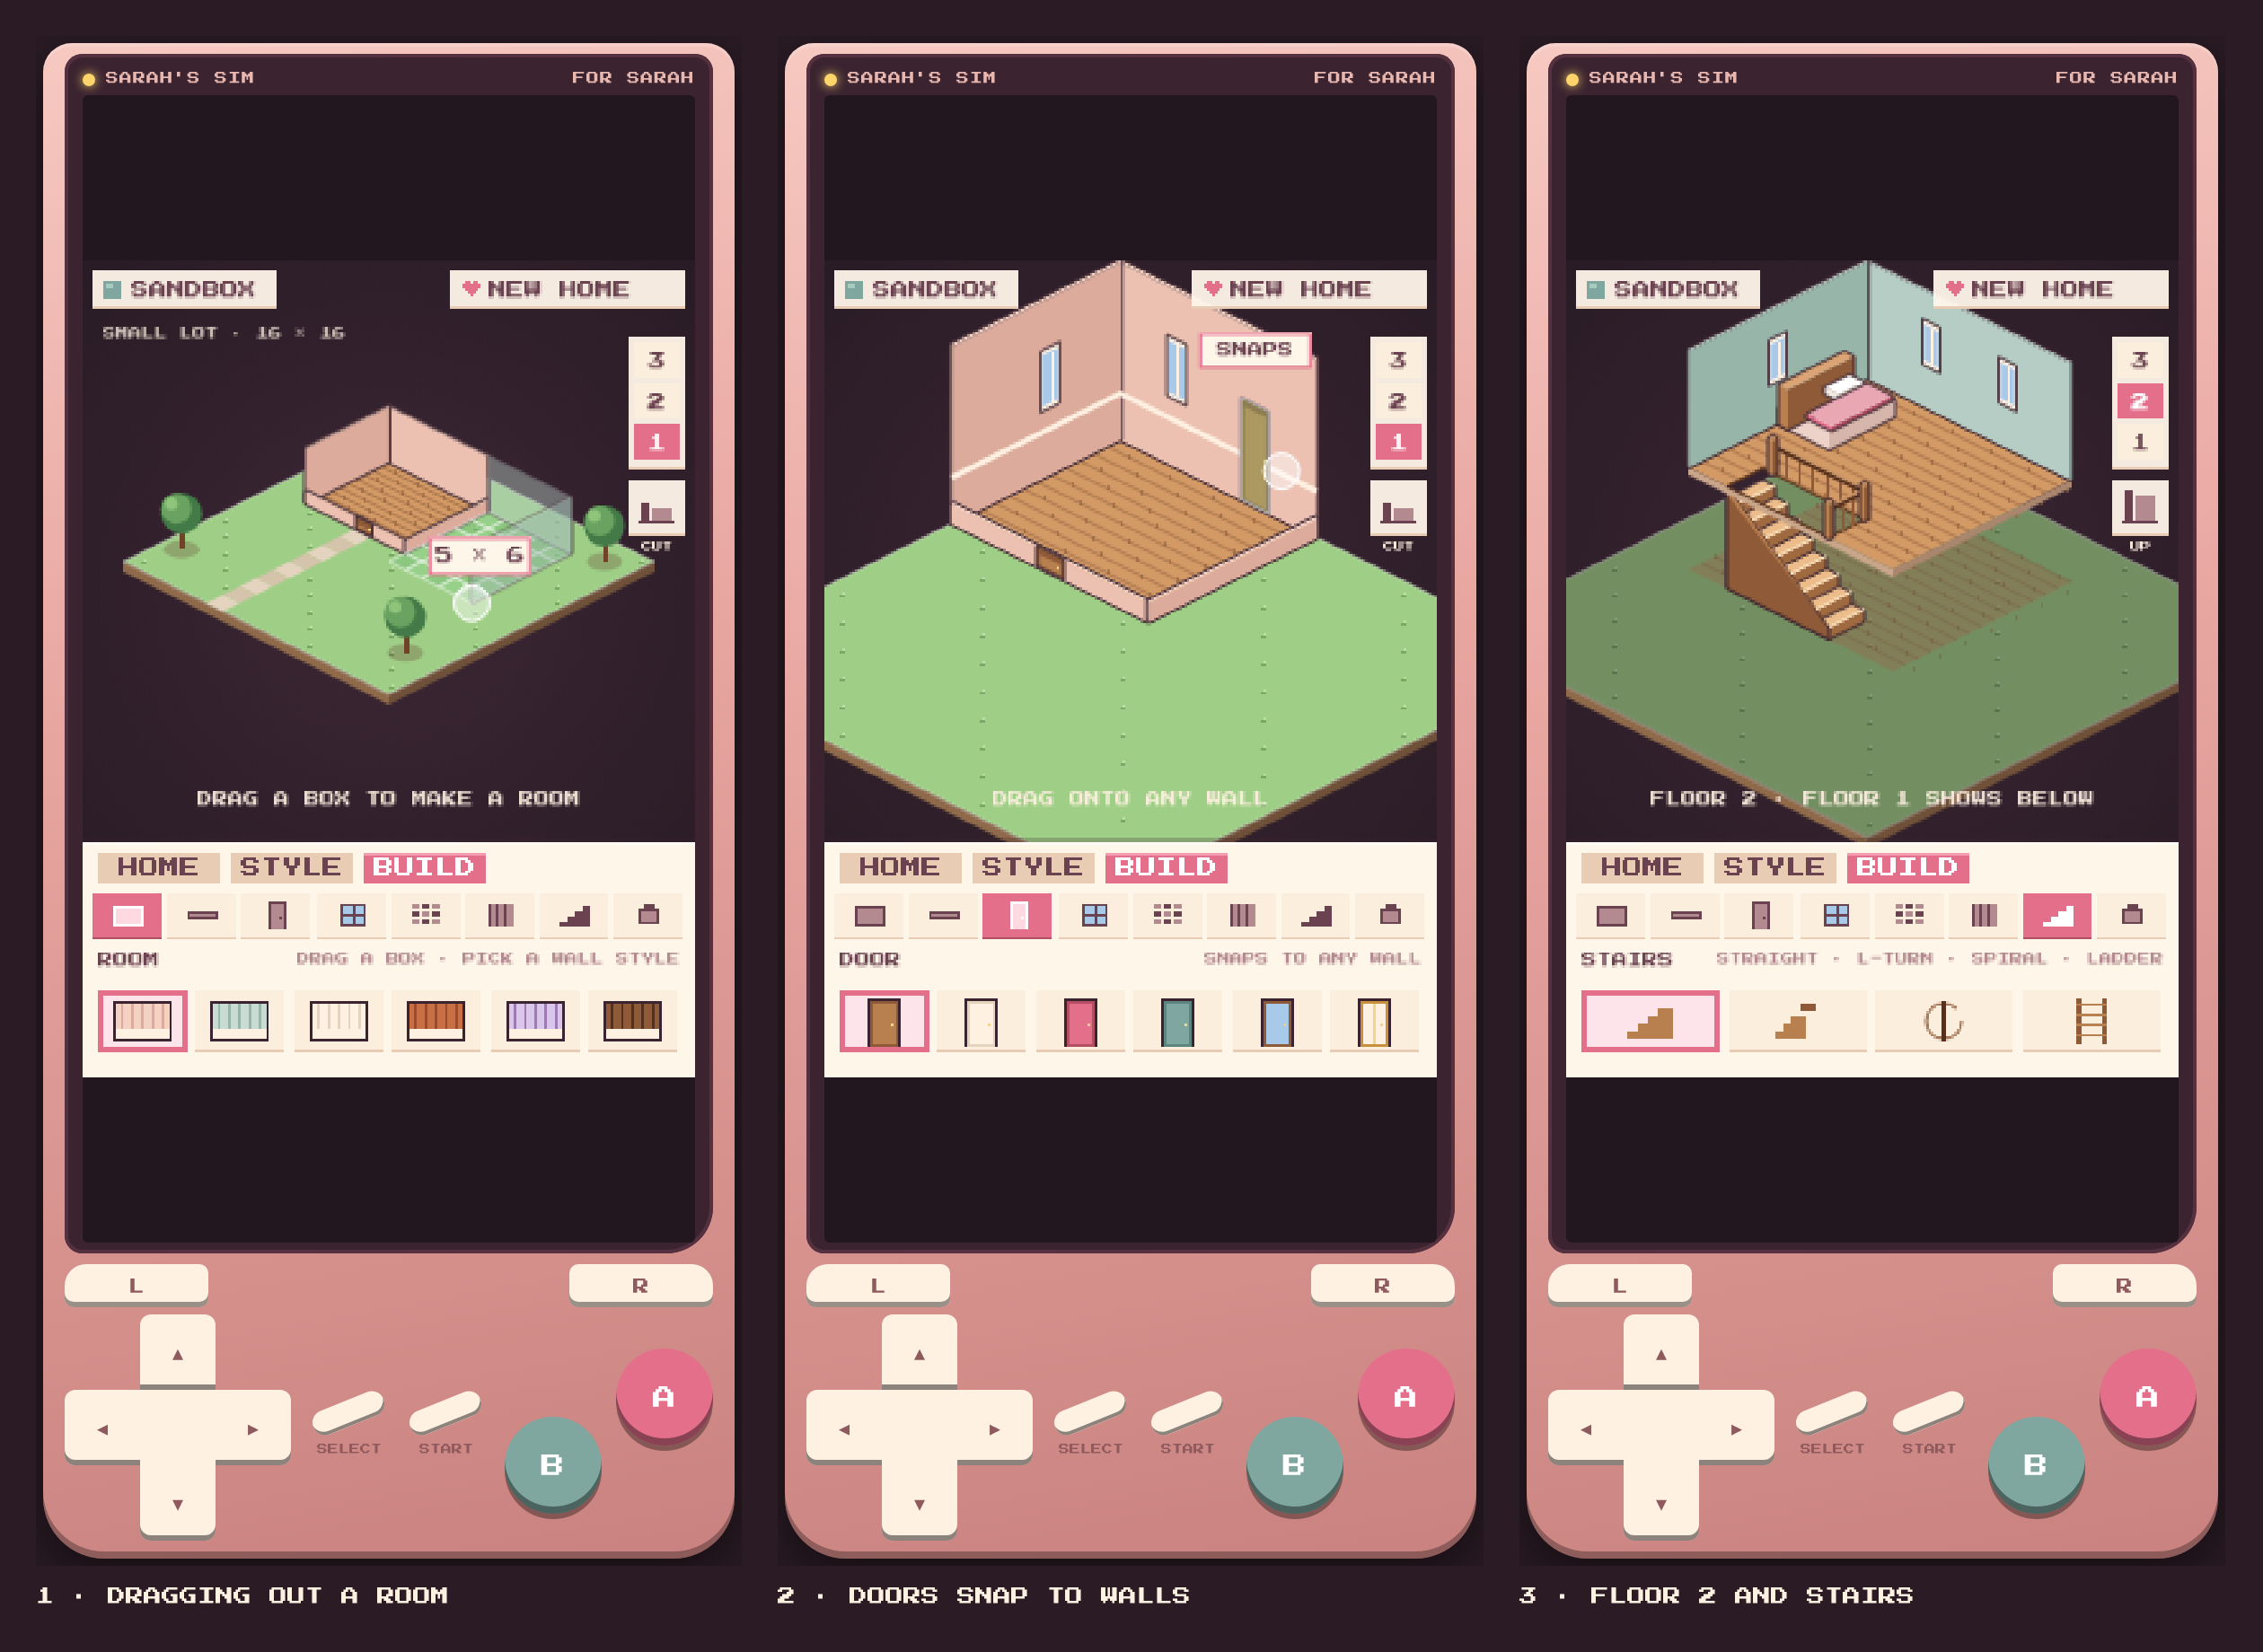 SARAH'S SIM FOR SARAH
SANDBOX NEW HOME
SMALL LOT · 16 × 16
3
2
1
CUT
5 × 6
DRAG A BOX TO MAKE A ROOM
HOME STYLE BUILD
ROOM DRAG A BOX · PICK A WALL STYLE
L R
SELECT START B A
1 · DRAGGING OUT A ROOM
SARAH'S SIM FOR SARAH
SANDBOX NEW HOME
SNAPS
3
2
1
CUT
DRAG ONTO ANY WALL
HOME STYLE BUILD
DOOR SNAPS TO ANY WALL
L R
SELECT START B A
2 · DOORS SNAP TO WALLS
SARAH'S SIM FOR SARAH
SANDBOX NEW HOME
3
2
1
UP
FLOOR 2 · FLOOR 1 SHOWS BELOW
HOME STYLE BUILD
STAIRS STRAIGHT · L-TURN · SPIRAL · LADDER
L R
SELECT START B A
3 · FLOOR 2 AND STAIRS